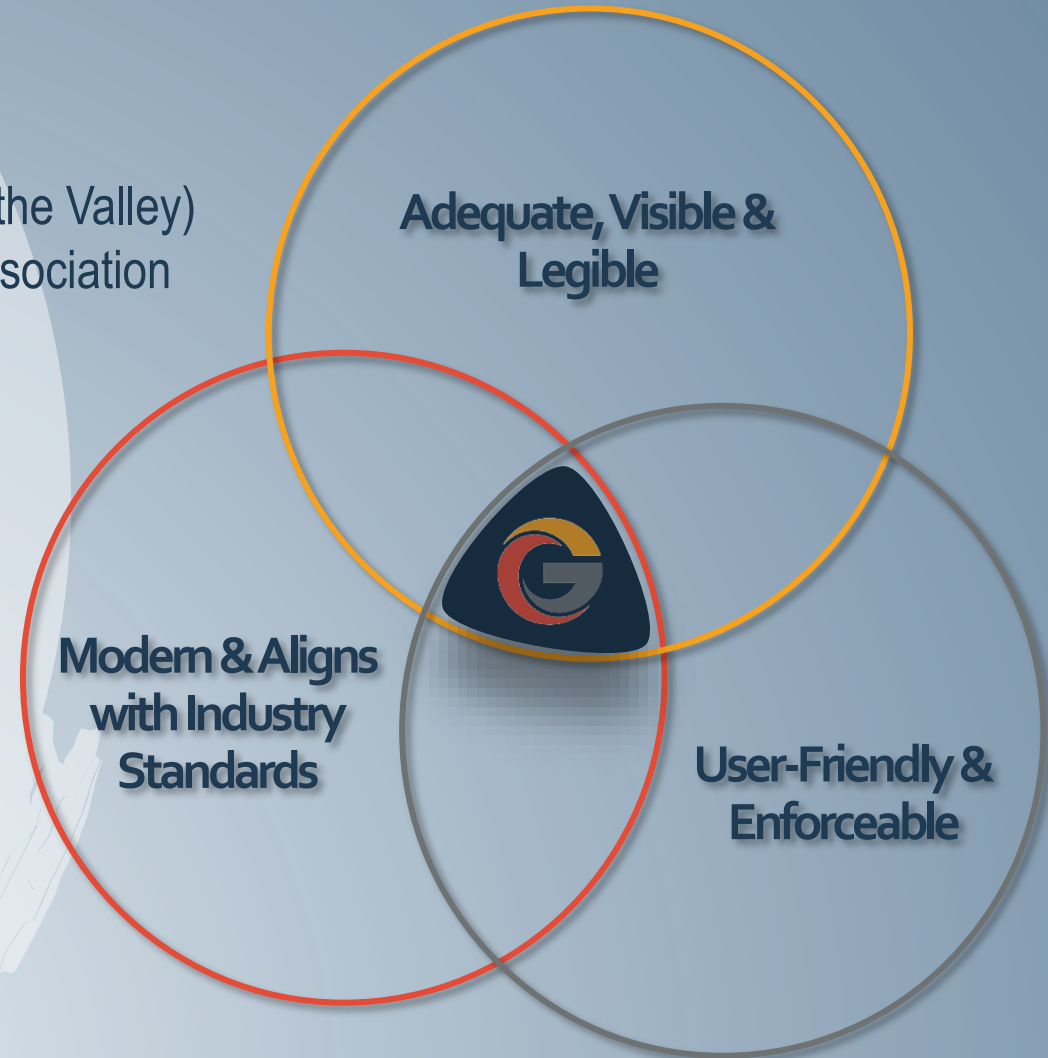 the Valley)
sociation
Adequate, Visible &
Legible
Modern & Aligns
with Industry
Standards
User-Friendly &
Enforceable
G